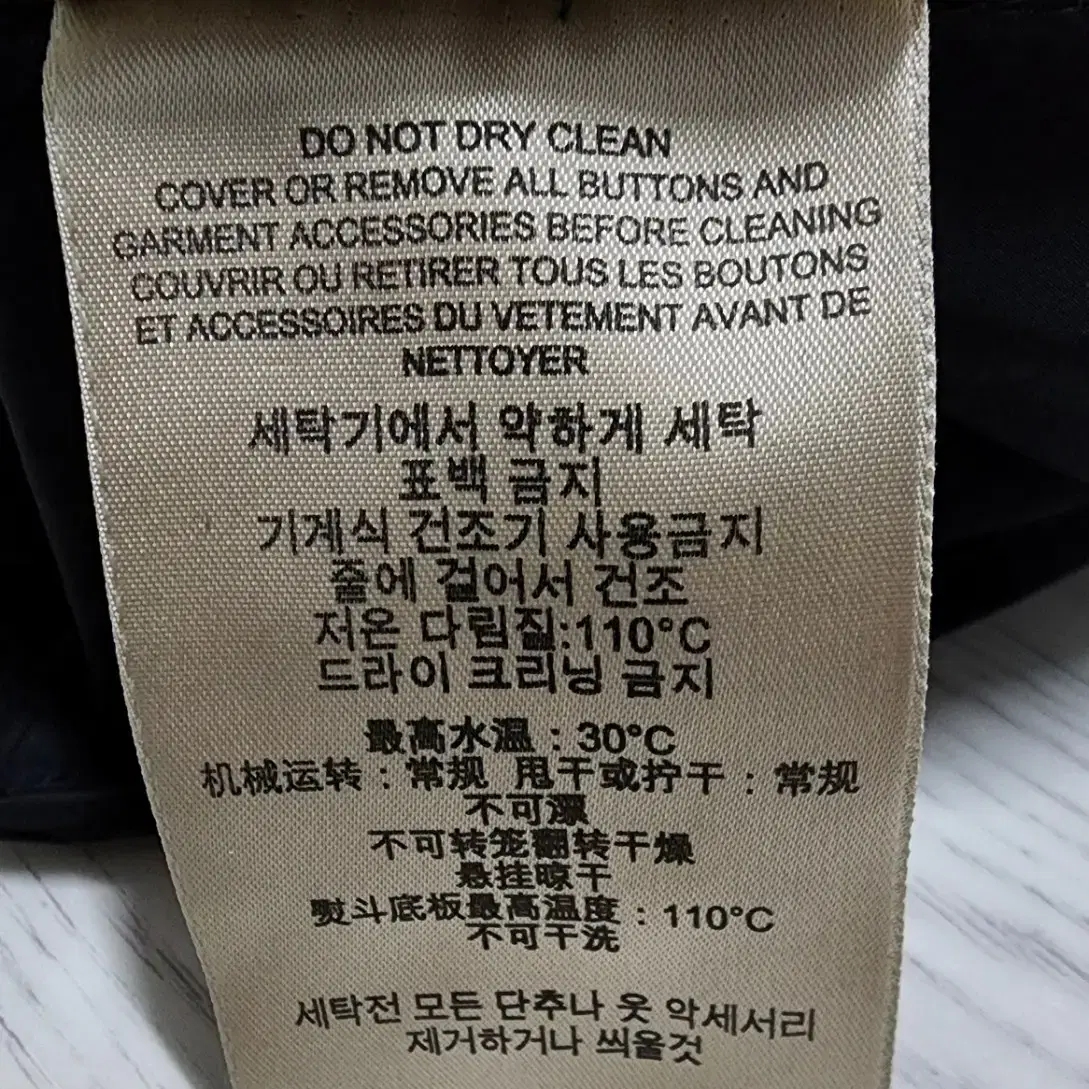 DO NOT DRY CLEAN
COVER OR REMOVE ALL BUTTONS AND
GARMENT ACCESSORIES BEFORE CLEANING
COUVRIR OU RETIRER TOUS LES BOUTONS
ET ACCESSOIRES DU VETEMENT AVANT DE
NETTOYER
세탁기에서 약하게 세탁
표백 금지
기계식 건조기 사용금지
줄에 걸어서 건조
저온 다림질:110°C
드라이 크리닝 금지
最高水温：30°C
机械运转：常规 甩干或拧干：常规
不可漂
不可转笼翻转干燥
悬挂晾干
熨斗底板最高温度：110°C
不可干洗
세탁전 모든 단추나 옷 악세서리
제거하거나 씌울것